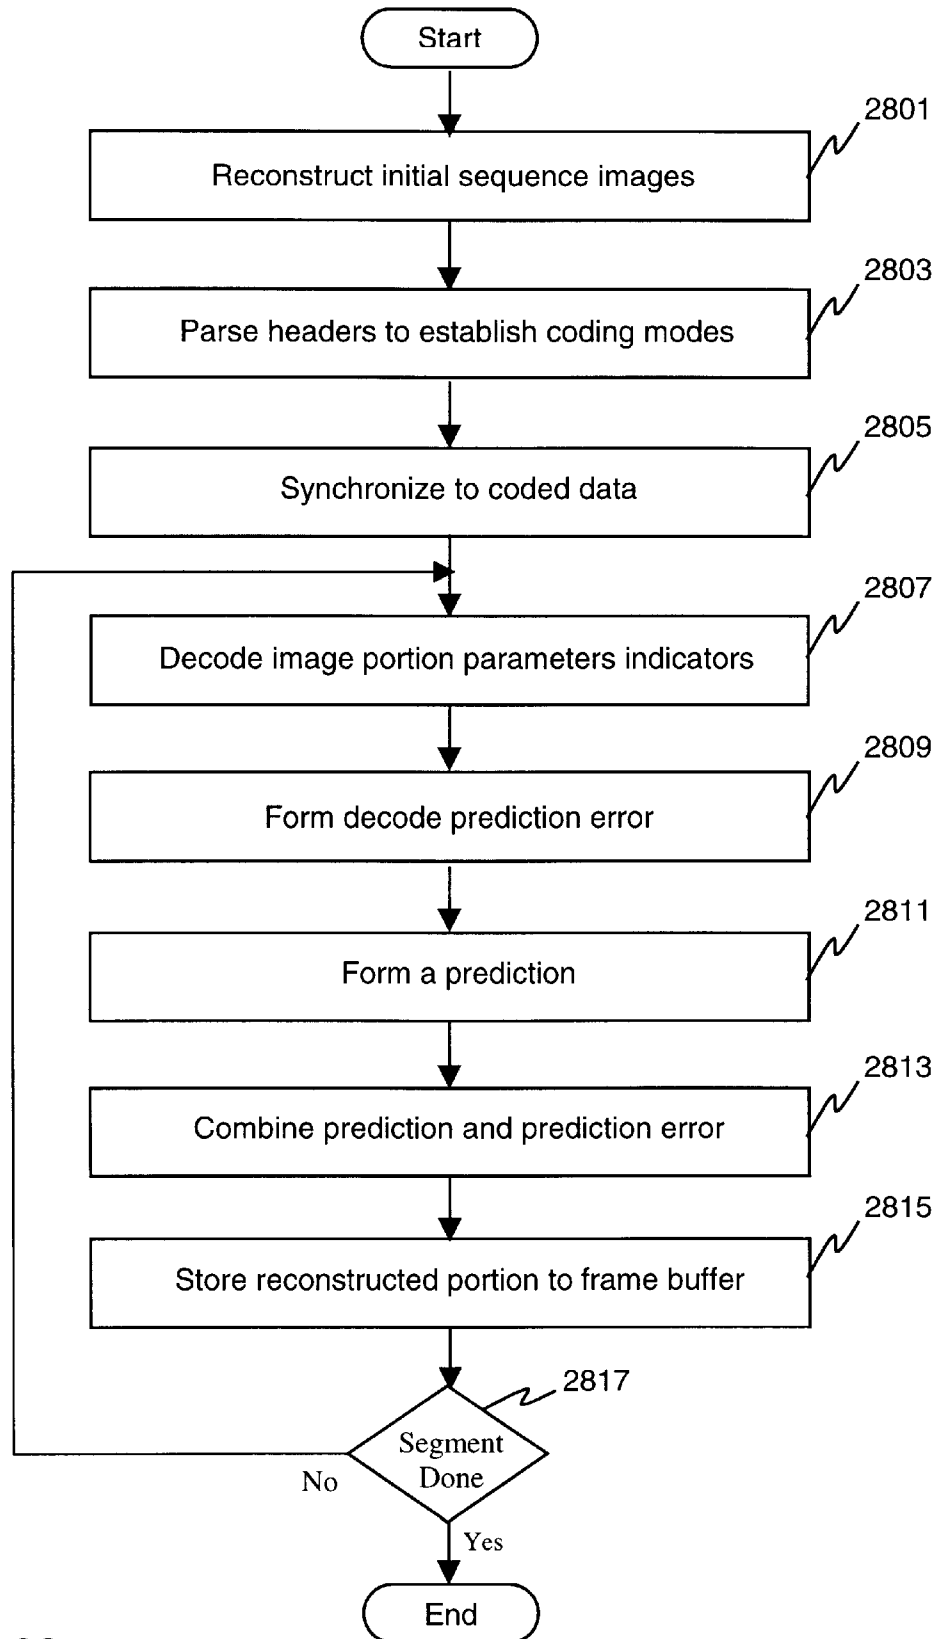 Start
2801
Reconstruct initial sequence images
2803
Parse headers to establish coding modes
2805
Synchronize to coded data
2807
Decode image portion parameters indicators
2809
Form decode prediction error
2811
Form a prediction
2813
Combine prediction and prediction error
2815
Store reconstructed portion to frame buffer
2817
Segment
Done
No
Yes
End